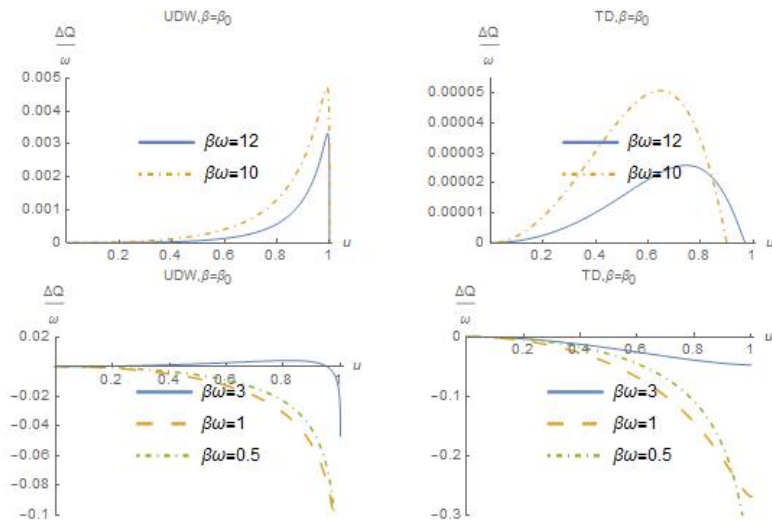 UDW,β=β₀
ΔQ
ω
0.005
0.004
0.003
0.002
0.001
0
βω=12
βω=10
0.2 0.4 0.6 0.8 1
u
TD,β=β₀
ΔQ
ω
0.00005
0.00004
0.00003
0.00002
0.00001
0
βω=12
βω=10
0.2 0.4 0.6 0.8 1
u
UDW,β=β₀
ΔQ
ω
0.02
0
−0.02
−0.04
−0.06
−0.08
−0.1
0.2 0.4 0.6 0.8 1
u
βω=3
βω=1
βω=0.5
TD,β=β₀
ΔQ
ω
0
−0.1
−0.2
−0.3
0.2 0.4 0.6 0.8 1
u
βω=3
βω=1
βω=0.5